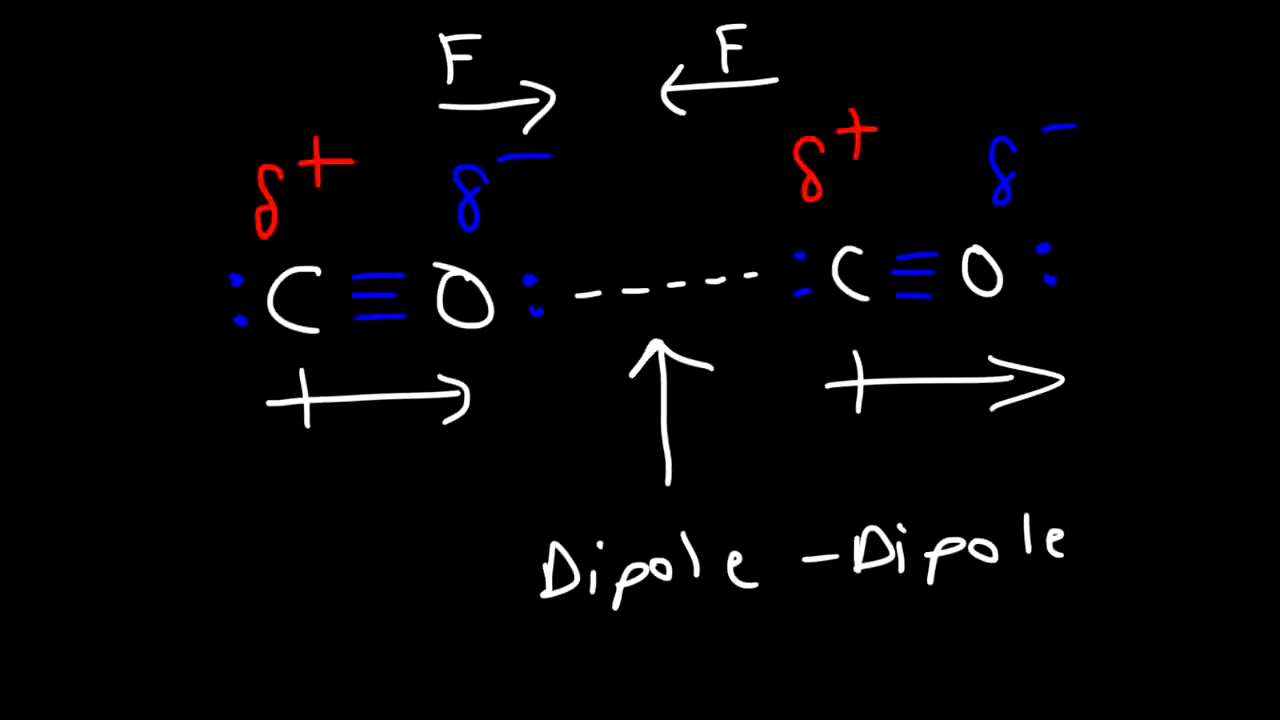 F F
δ+ δ− δ+ δ−
:C≡O: ----- :C≡O:
Dipole - Dipole